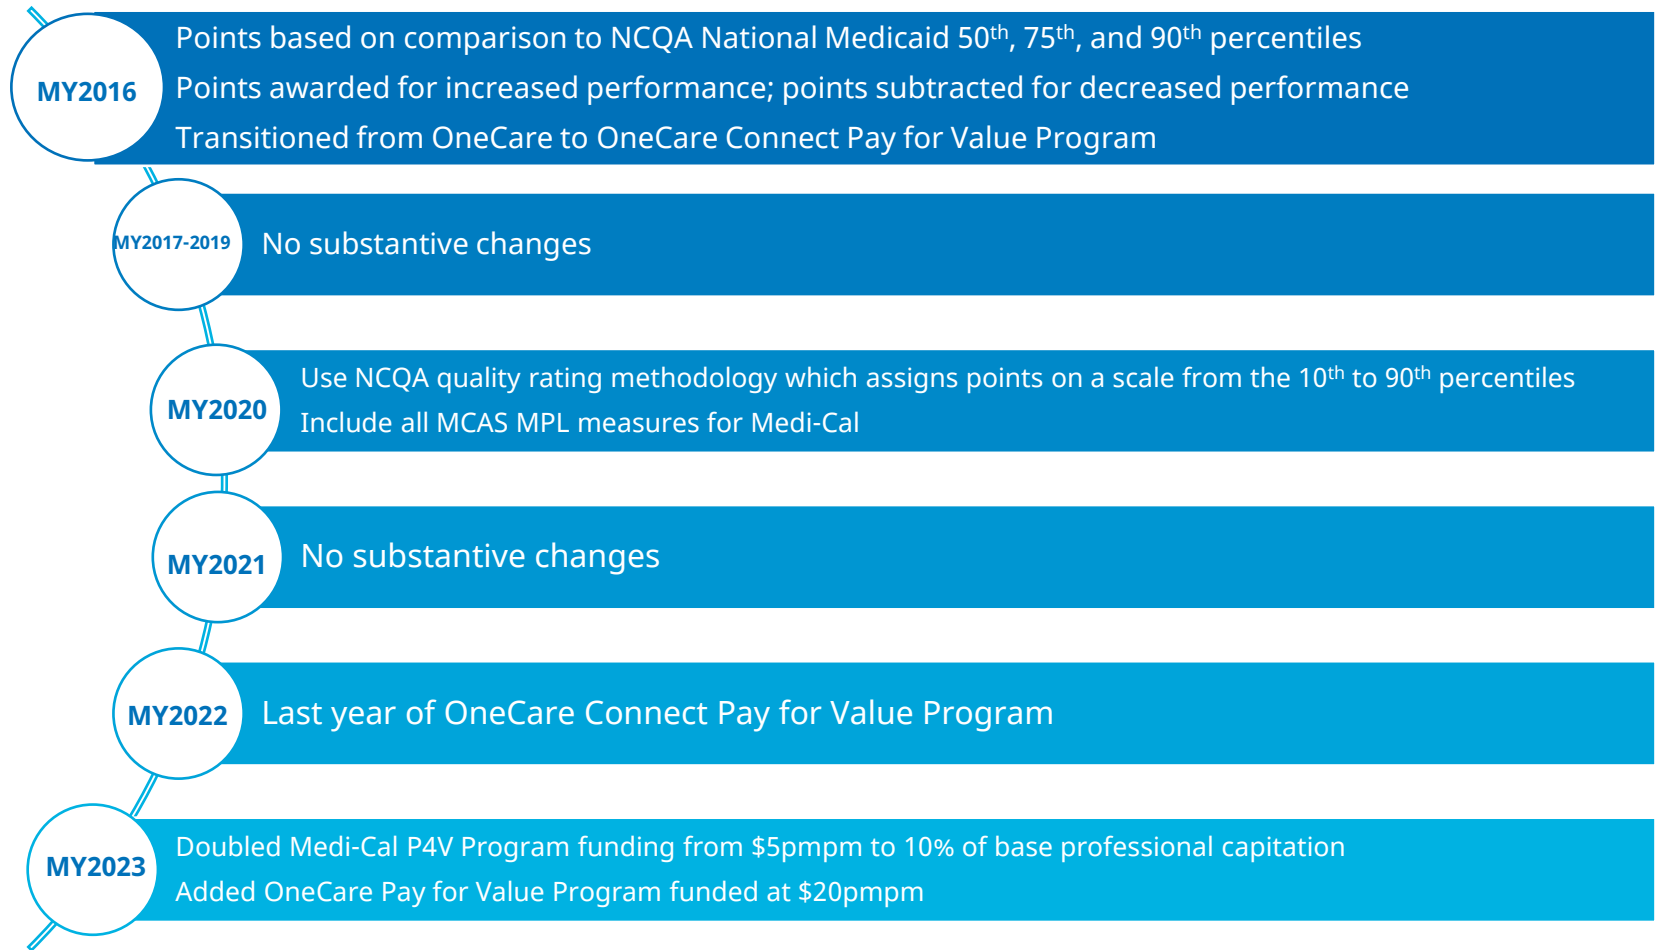 MY2016
Points based on comparison to NCQA National Medicaid 50th, 75th, and 90th percentiles
Points awarded for increased performance; points subtracted for decreased performance
Transitioned from OneCare to OneCare Connect Pay for Value Program
MY2017-2019
No substantive changes
MY2020
Use NCQA quality rating methodology which assigns points on a scale from the 10th to 90th percentiles
Include all MCAS MPL measures for Medi-Cal
MY2021
No substantive changes
MY2022
Last year of OneCare Connect Pay for Value Program
MY2023
Doubled Medi-Cal P4V Program funding from $5pmpm to 10% of base professional capitation
Added OneCare Pay for Value Program funded at $20pmpm